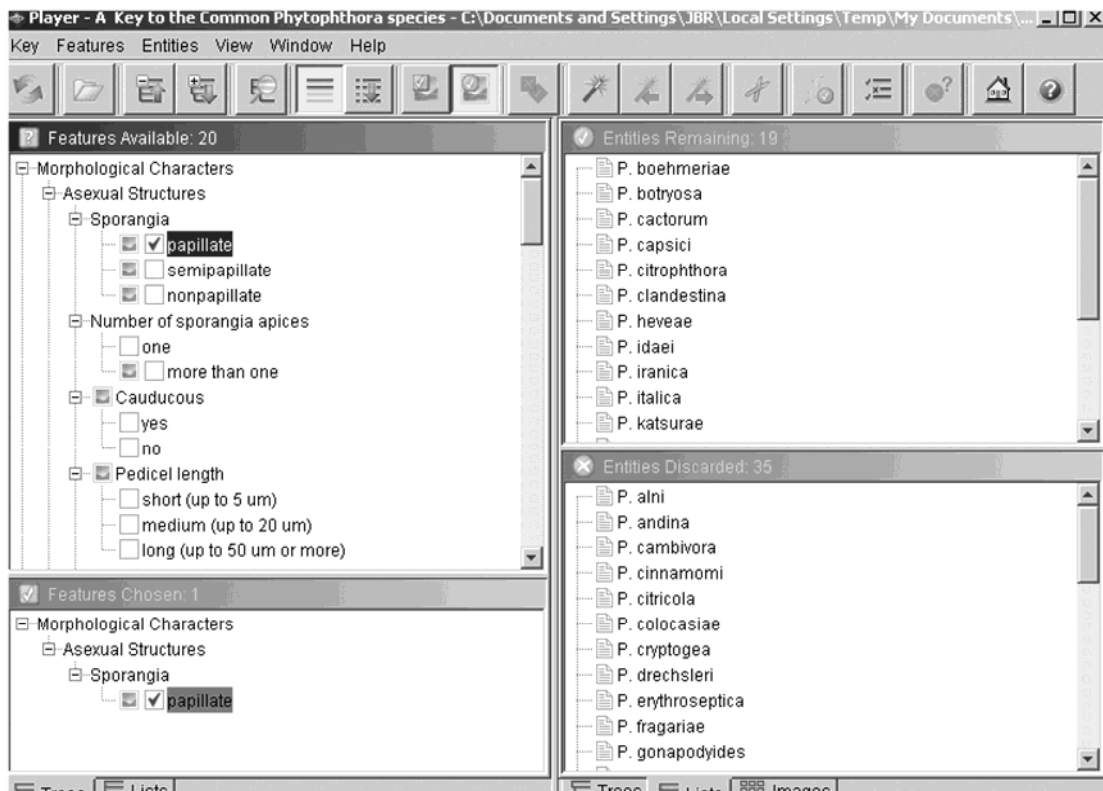 Player - A Key to the Common Phytophthora species - C:\Documents and Settings\JBR\Local Settings\Temp\My Documents\...
Key Features Entities View Window Help
Features Available: 20
Morphological Characters
Asexual Structures
Sporangia
papillate
semipapillate
nonpapillate
Number of sporangia apices
one
more than one
Cauducous
yes
no
Pedicel length
short (up to 5 um)
medium (up to 20 um)
long (up to 50 um or more)
Features Chosen: 1
Morphological Characters
Asexual Structures
Sporangia
papillate
Trees Lists
Entities Remaining: 19
P. boehmeriae
P. botryosa
P. cactorum
P. capsici
P. citrophthora
P. clandestina
P. heveae
P. idaei
P. iranica
P. italica
P. katsurae
Entities Discarded: 35
P. alni
P. andina
P. cambivora
P. cinnamomi
P. citricola
P. colocasiae
P. cryptogea
P. drechsleri
P. erythroseptica
P. fragariae
P. gonapodyides
Trees Lists Images